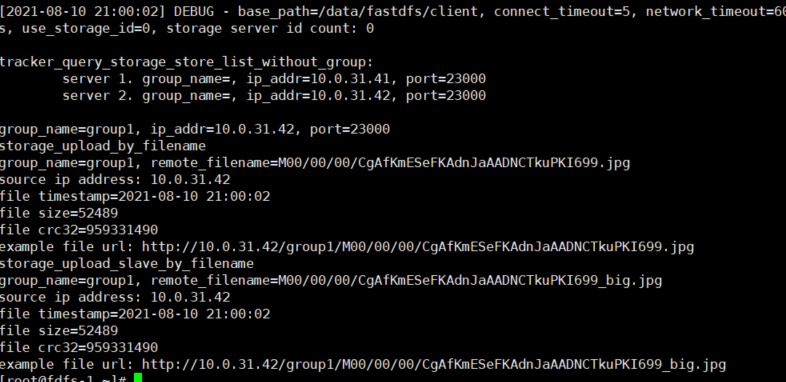 [2021-08-10 21:00:02] DEBUG - base_path=/data/fastdfs/client, connect_timeout=5, network_timeout=60
s, use_storage_id=0, storage server id count: 0
tracker_query_storage_store_list_without_group:
server 1. group_name=, ip_addr=10.0.31.41, port=23000
server 2. group_name=, ip_addr=10.0.31.42, port=23000
group_name=group1, ip_addr=10.0.31.42, port=23000
storage_upload_by_filename
group_name=group1, remote_filename=M00/00/00/CgAfKmESeFKAdnJaAADNCTkuPKI699.jpg
source ip address: 10.0.31.42
file timestamp=2021-08-10 21:00:02
file size=52489
file crc32=959331490
example file url: http://10.0.31.42/group1/M00/00/00/CgAfKmESeFKAdnJaAADNCTkuPKI699.jpg
storage_upload_slave_by_filename
group_name=group1, remote_filename=M00/00/00/CgAfKmESeFKAdnJaAADNCTkuPKI699_big.jpg
source ip address: 10.0.31.42
file timestamp=2021-08-10 21:00:02
file size=52489
file crc32=959331490
example file url: http://10.0.31.42/group1/M00/00/00/CgAfKmESeFKAdnJaAADNCTkuPKI699_big.jpg
[root@fdfs-1 ~]#